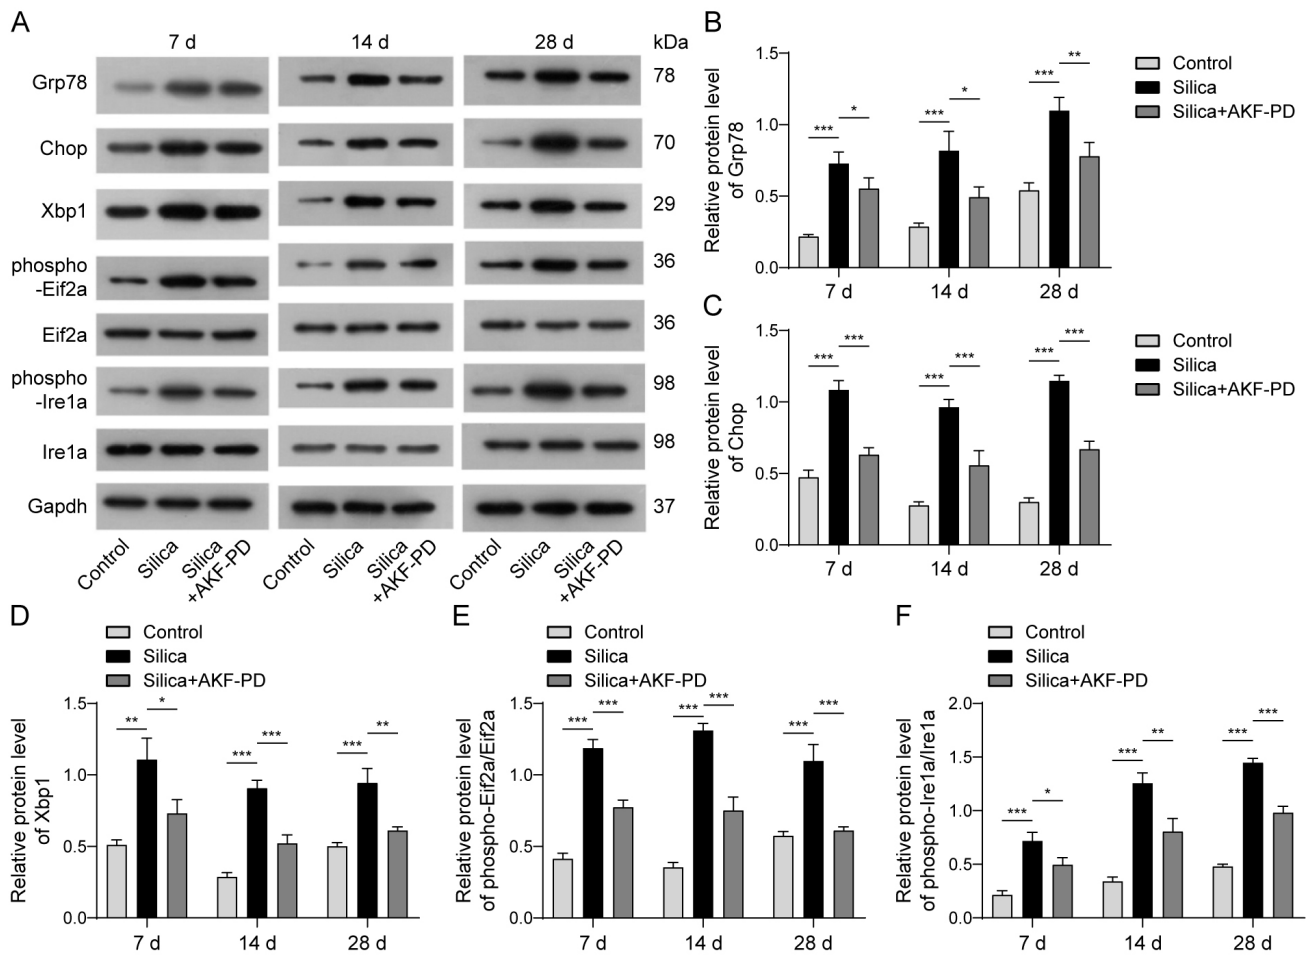 A
7 d 14 d 28 d kDa
Grp78 78
Chop 70
Xbp1 29
phospho
-Eif2a 36
Eif2a 36
phospho
-Ire1a 98
Ire1a 98
Gapdh 37
Control Silica Silica
+AKF-PD
Control Silica Silica
+AKF-PD
Control Silica Silica
+AKF-PD
B
Relative protein level
of Grp78
1.5
1.0
0.5
0.0
*** * *** * *** **
7 d 14 d 28 d
Control
Silica
Silica+AKF-PD
C
Relative protein level
of Chop
1.5
1.0
0.5
0.0
*** *** *** *** *** ***
7 d 14 d 28 d
Control
Silica
Silica+AKF-PD
D
Control
Silica
Silica+AKF-PD
Relative protein level
of Xbp1
1.5
1.0
0.5
0.0
** * *** *** *** **
7 d 14 d 28 d
E
Control
Silica
Silica+AKF-PD
Relative protein level
of phospho-Eif2a/Eif2a
1.5
1.0
0.5
0.0
*** *** *** *** *** ***
7 d 14 d 28 d
F
Control
Silica
Silica+AKF-PD
Relative protein level
of phospho-Ire1a/Ire1a
2.0
1.5
1.0
0.5
0.0
*** * *** ** *** ***
7 d 14 d 28 d